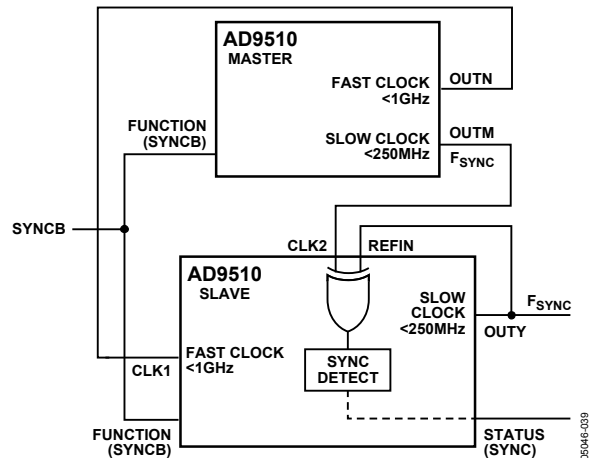 AD9510
MASTER
FAST CLOCK
<1GHz
OUTN
FUNCTION
(SYNCB)
SLOW CLOCK
<250MHz
OUTM
FSYNC
SYNCB
CLK2
REFIN
AD9510
SLAVE
SLOW
CLOCK
<250MHz
FSYNC
OUTY
FAST CLOCK
<1GHz
CLK1
SYNC
DETECT
FUNCTION
(SYNCB)
STATUS
(SYNC)
05046-039